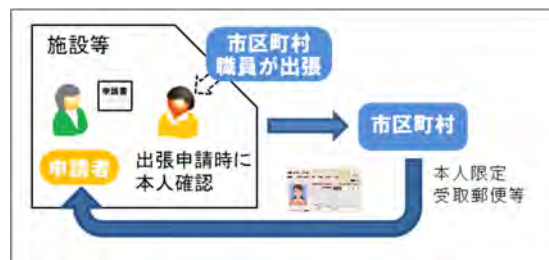 施設等
市区町村
職員が出張
申請書
申請者
出張申請時に
本人確認
市区町村
本人限定
受取郵便等